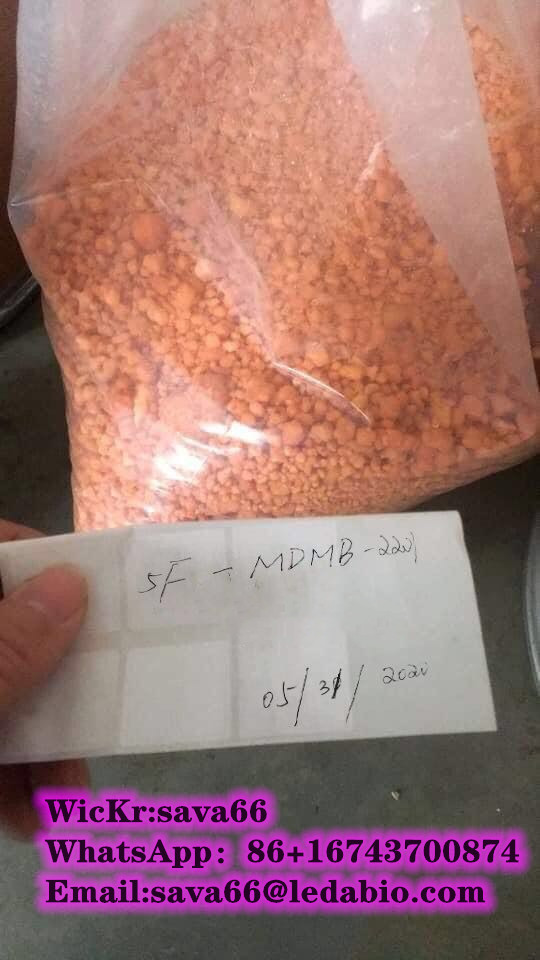 5F - MDMB-2201
05/31/2020
WicKr:sava66
WhatsApp: 86+16743700874
Email:sava66@ledabio.com